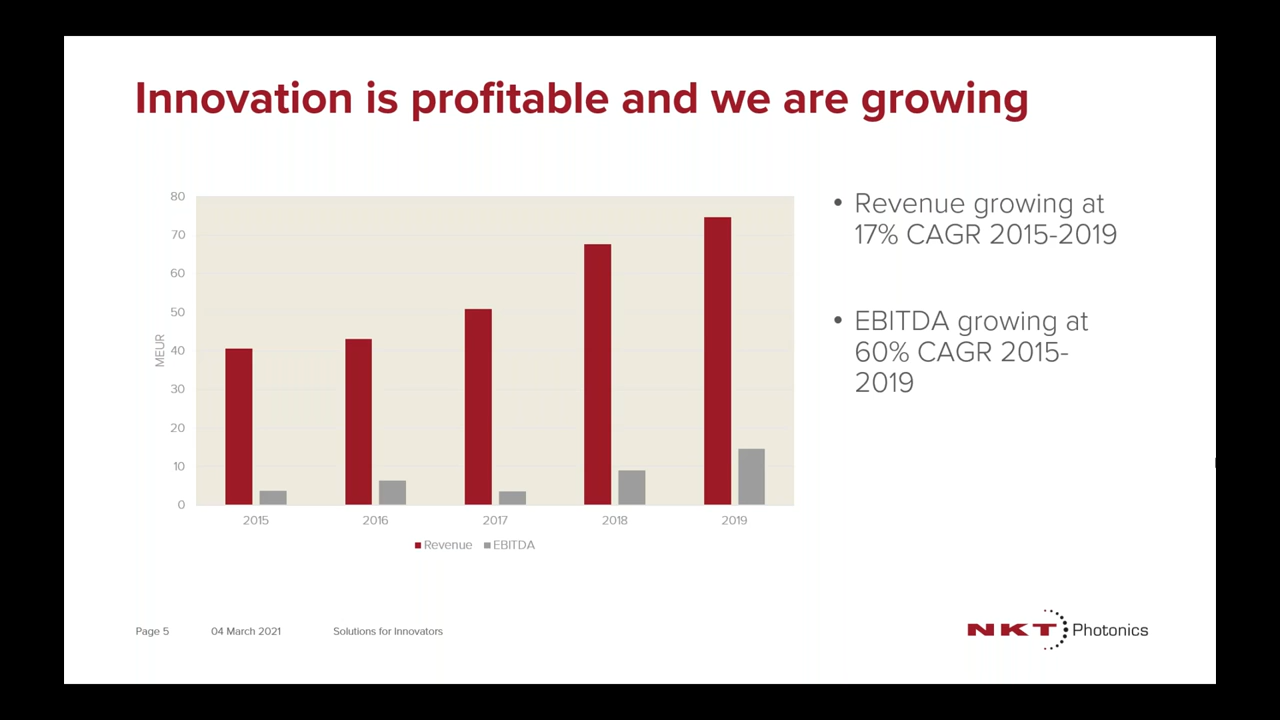 Innovation is profitable and we are growing
80
70
60
50
40
30
20
10
0
MEUR
2015 2016 2017 2018 2019
Revenue EBITDA
• Revenue growing at
17% CAGR 2015-2019
• EBITDA growing at
60% CAGR 2015-
2019
Page 5 04 March 2021 Solutions for Innovators
NKT Photonics